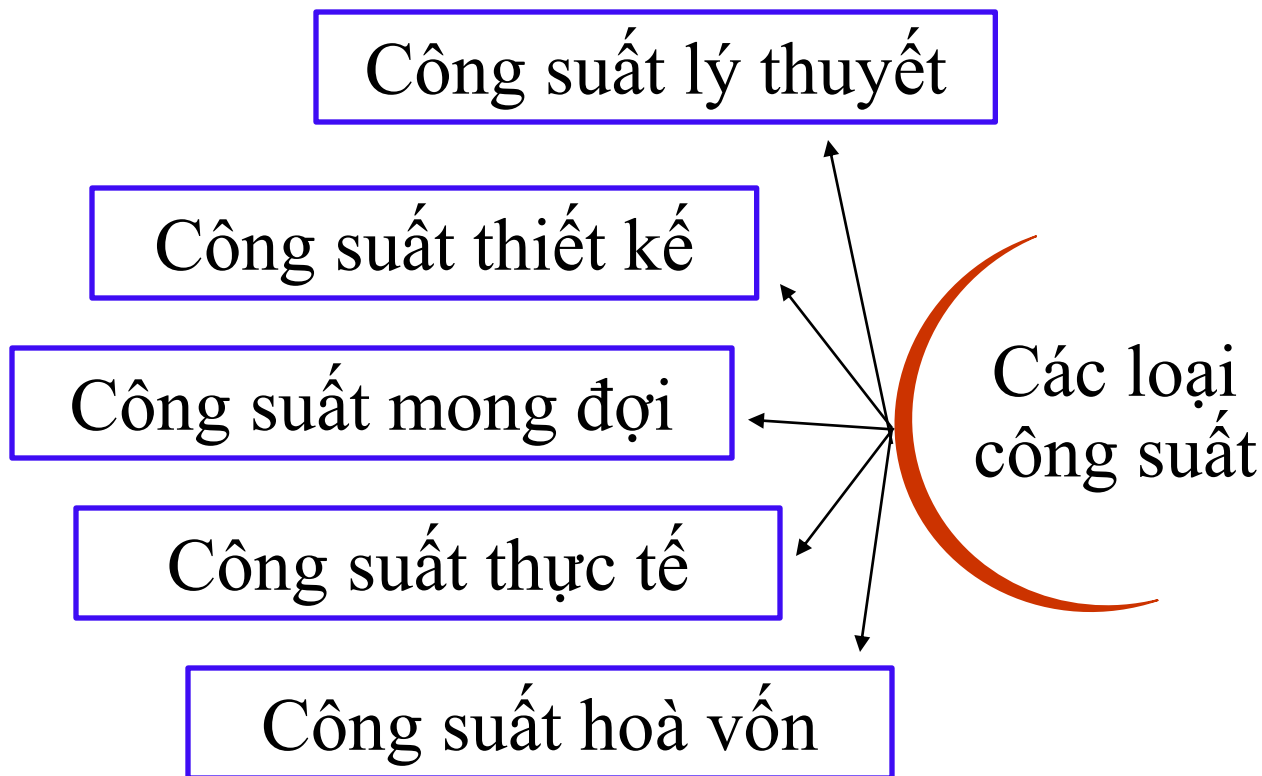 Công suất lý thuyết
Công suất thiết kế
Công suất mong đợi
Công suất thực tế
Công suất hoà vốn
Các loại
công suất